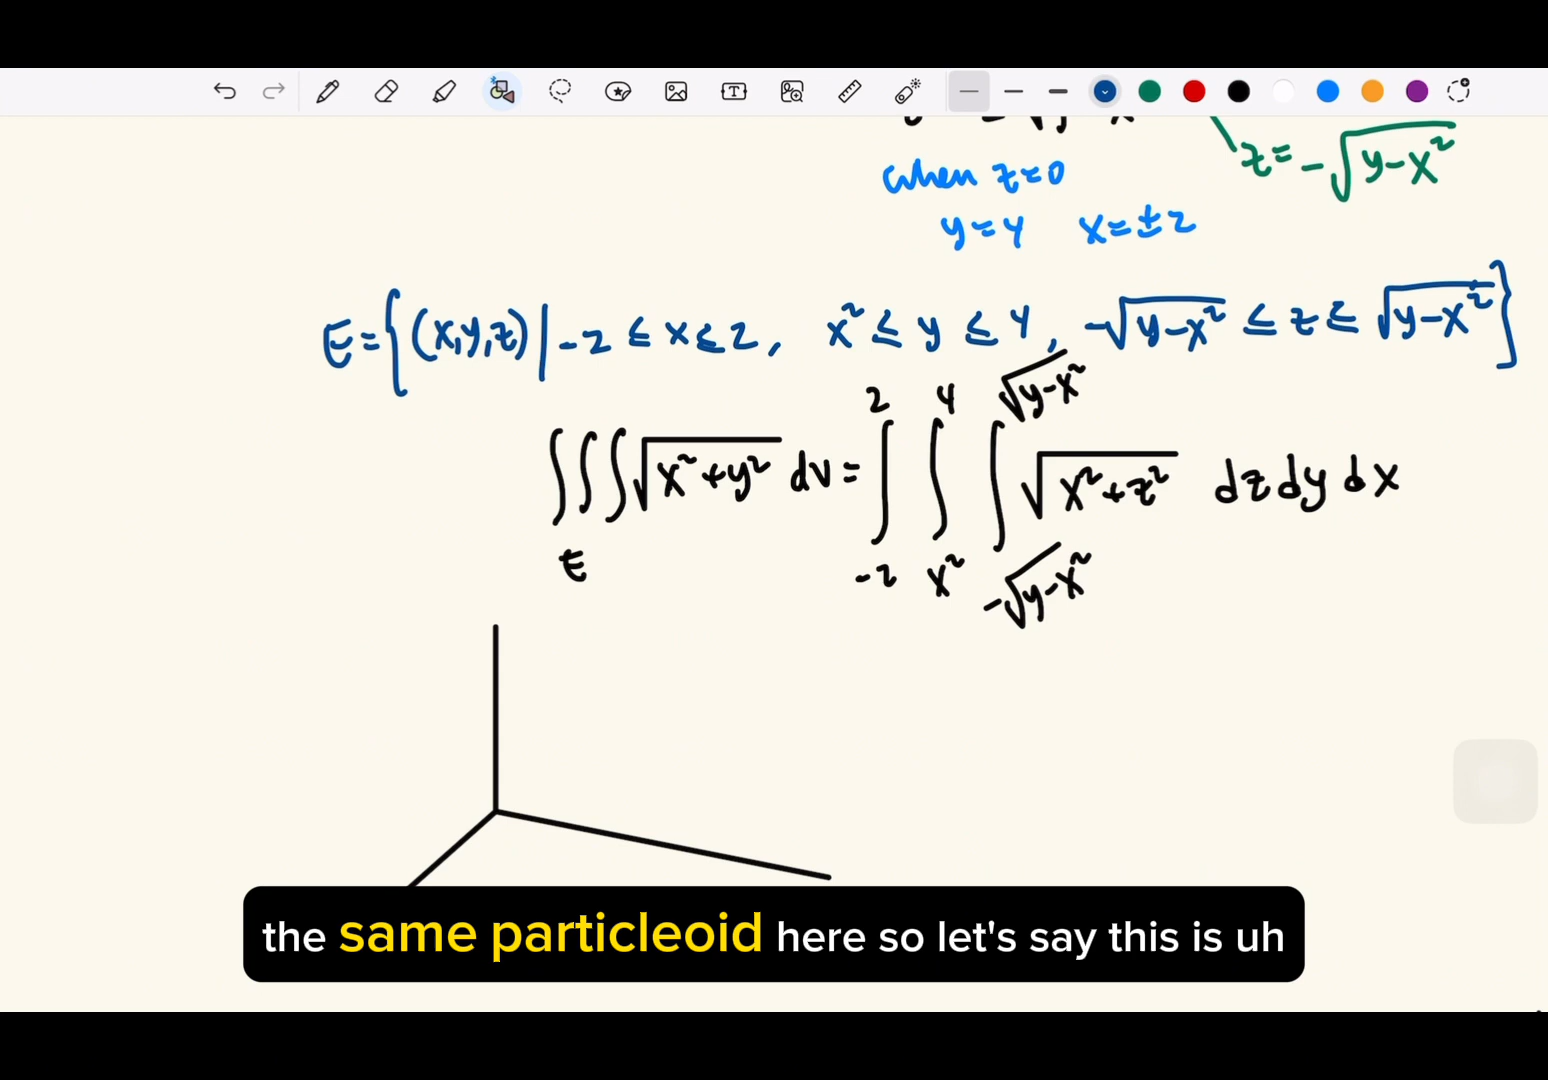 z = -√(y-x²)
when z=0
y=4 x=±2
E={(x,y,z)|-2≤x≤2, x²≤y≤4, -√(y-x²)≤z≤√(y-x²)}
∫∫∫_E √(x²+y²) dV = ∫_{-2}^{2} ∫_{x²}^{4} ∫_{-√(y-x²)}^{√(y-x²)} √(x²+z²) dz dy dx
the same particleoid here so let's say this is uh